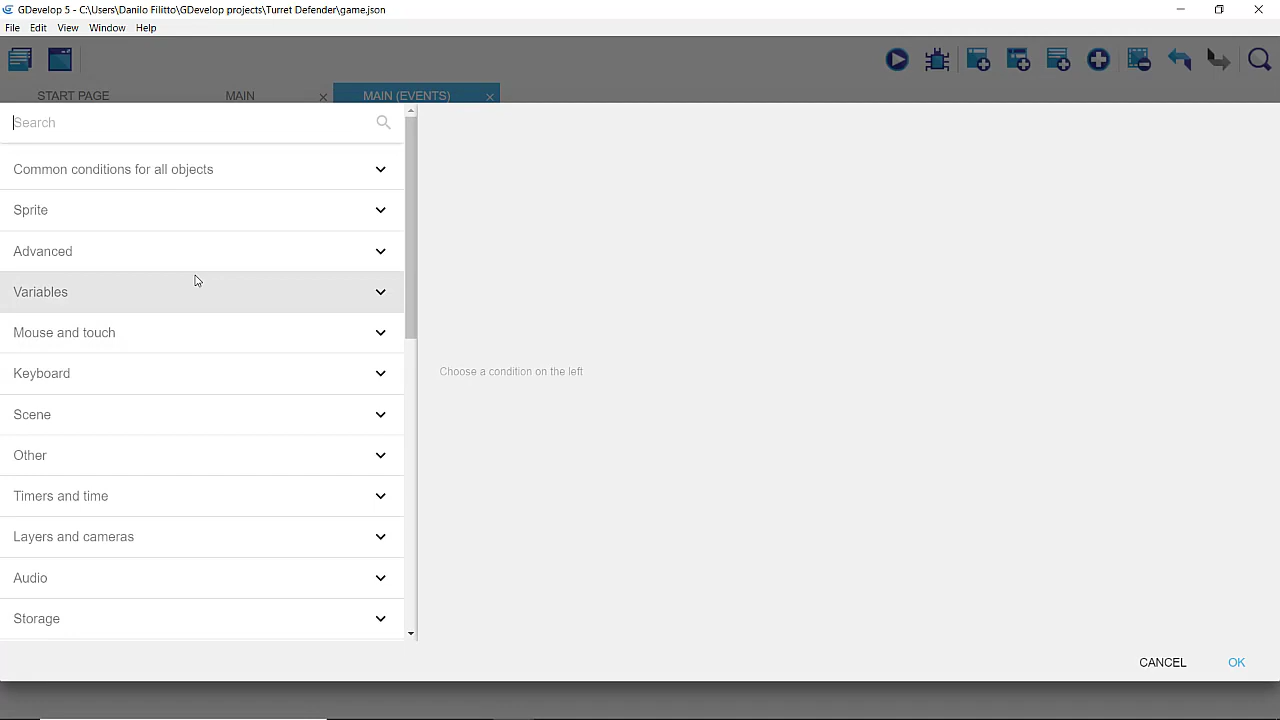 GDevelop 5 - C:\Users\Danilo Filitto\GDevelop projects\Turret Defender\game.json
File Edit View Window Help
START PAGE MAIN MAIN (EVENTS)
Search
Common conditions for all objects
Sprite
Advanced
Variables
Mouse and touch
Keyboard
Scene
Other
Timers and time
Layers and cameras
Audio
Storage
Choose a condition on the left
CANCEL OK